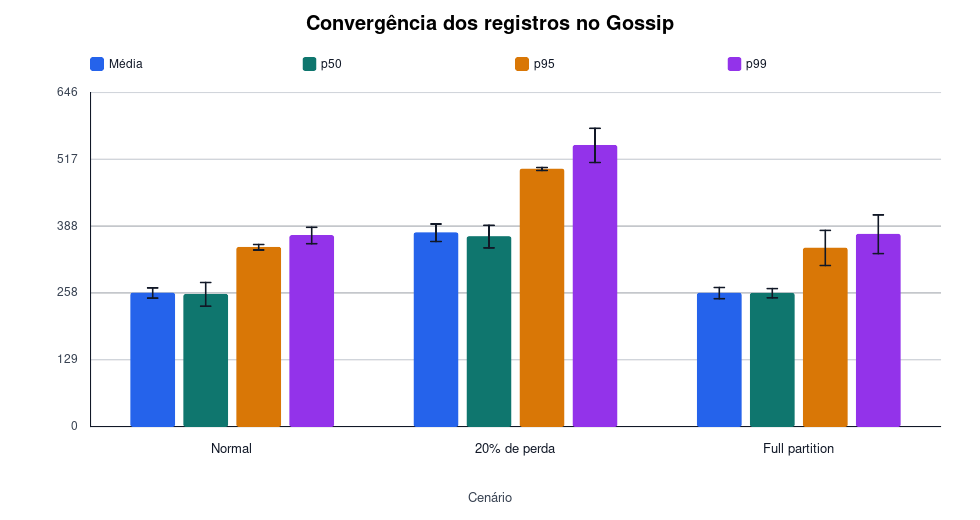 Convergência dos registros no Gossip
Média p50 p95 p99
646
517
388
258
129
0
Normal 20% de perda Full partition
Cenário